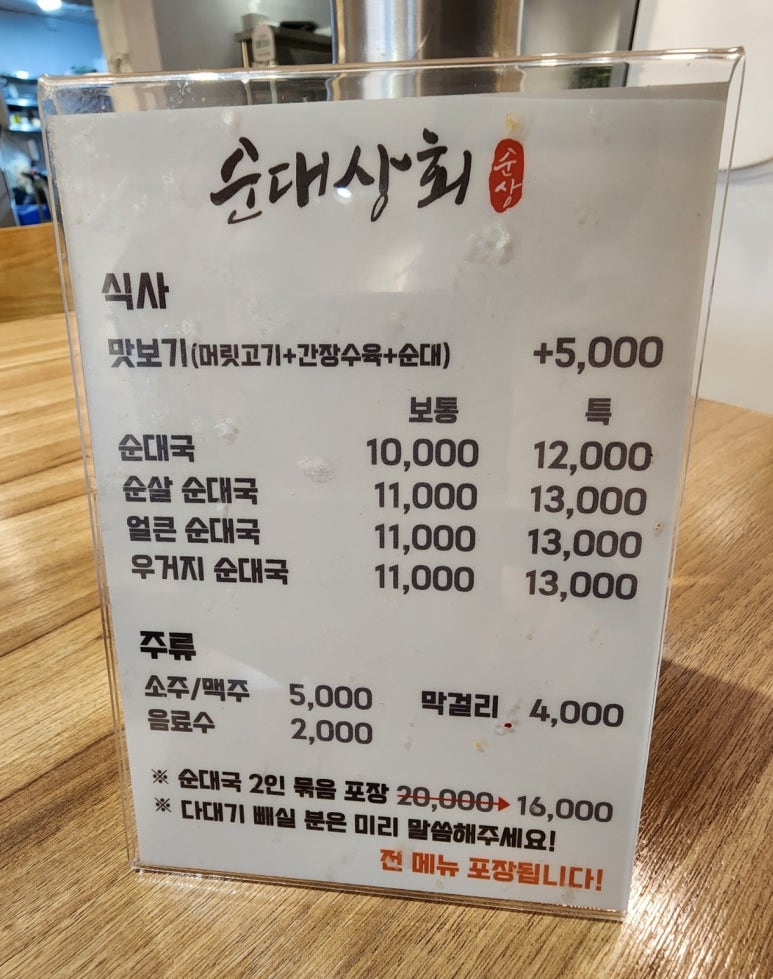 순대상회 순상
식사
맛보기(머릿고기+간장수육+순대) +5,000
보통 특
순대국 10,000 12,000
순살 순대국 11,000 13,000
얼큰 순대국 11,000 13,000
우거지 순대국 11,000 13,000
주류
소주/맥주 5,000 막걸리 4,000
음료수 2,000
※ 순대국 2인 묶음 포장 20,000 16,000
※ 다대기 빼실 분은 미리 말씀해주세요!
전 메뉴 포장됩니다!